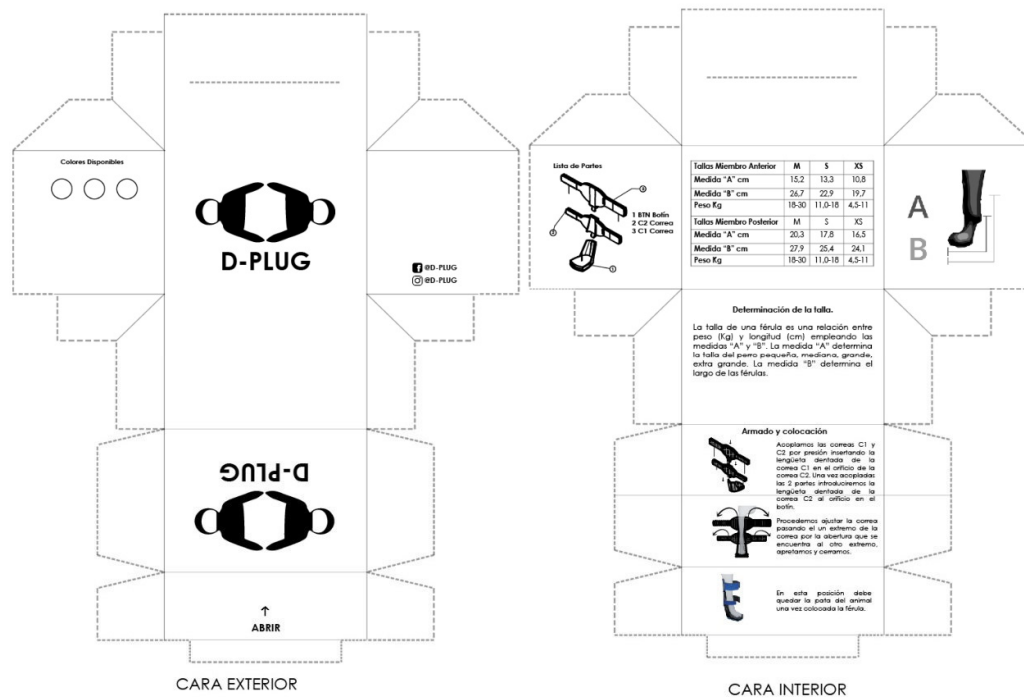 Colores Disponibles
D-PLUG
@D-PLUG
@D-PLUG
D-PLUG
↑
ABRIR
CARA EXTERIOR
Lista de Partes
3
2
1
1 BTN Botín
2 C2 Correa
3 C1 Correa
Tallas Miembro Anterior M S XS
Medida "A" cm 15,2 13,3 10,8
Medida "B" cm 26,7 22,9 19,7
Peso Kg 18-30 11,0-18 4,5-11
Tallas Miembro Posterior M S XS
Medida "A" cm 20,3 17,8 16,5
Medida "B" cm 27,9 25,4 24,1
Peso Kg 18-30 11,0-18 4,5-11
A
B
Determinación de la talla.
La talla de una férula es una relación entre
peso (Kg) y longitud (cm) empleando las
medidas "A" y "B". La medida "A" determina
la talla del perro pequeña, mediana, grande,
extra grande. La medida "B" determina el
largo de las férulas.
Armado y colocación
Acoplamos las correas C1 y
C2 por presión insertando la
lengüeta dentada de la
correa C1 en el orificio de la
correa C2. Una vez acopladas
las 2 partes introduciremos la
lengüeta dentada de la
correa C2 al orificio en el
botín.
Procedemos ajustar la correa
pasando el un extremo de la
correa por la abertura que se
encuentra al otro extremo,
apretamos y cerramos.
En esta posición debe
quedar la pata del animal
una vez colocada la férula.
CARA INTERIOR